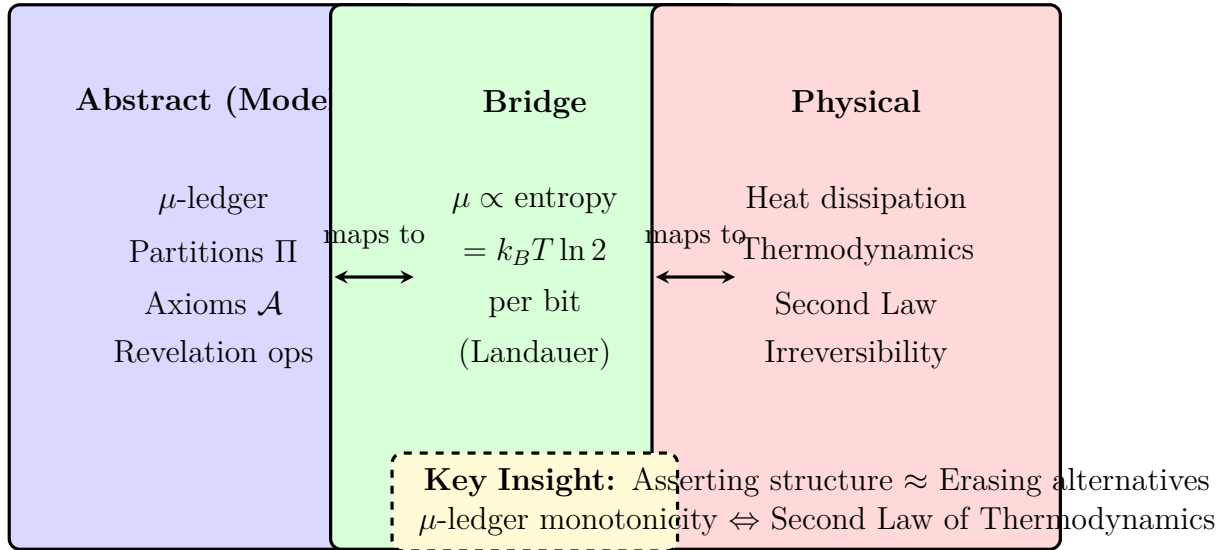 Abstract (Mode
μ-ledger
Partitions Π
Axioms 𝒜
Revelation ops
maps to
Bridge
μ ∝ entropy
= k_B T ln 2
per bit
(Landauer)
maps to
Physical
Heat dissipation
Thermodynamics
Second Law
Irreversibility
Key Insight: Asserting structure ≈ Erasing alternatives
μ-ledger monotonicity ⇔ Second Law of Thermodynamics